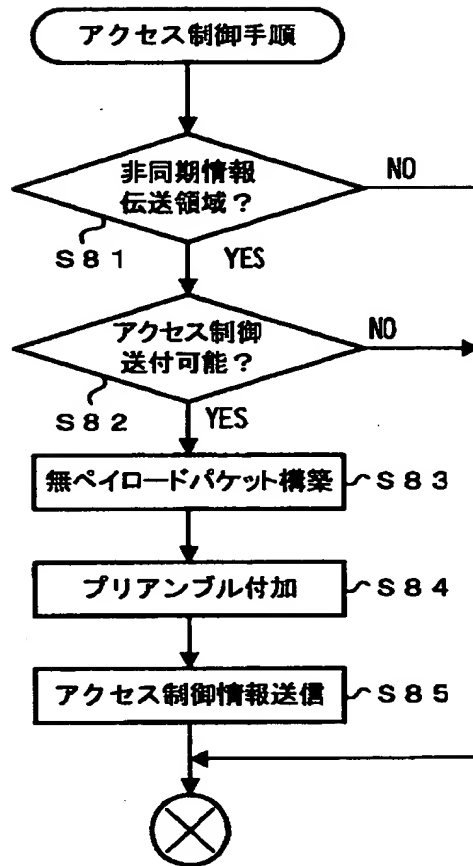 アクセス制御手順
非同期情報
伝送領域？
NO
S81
YES
アクセス制御
送付可能？
NO
S82
YES
無ペイロードパケット構築
S83
プリアンブル付加
S84
アクセス制御情報送信
S85